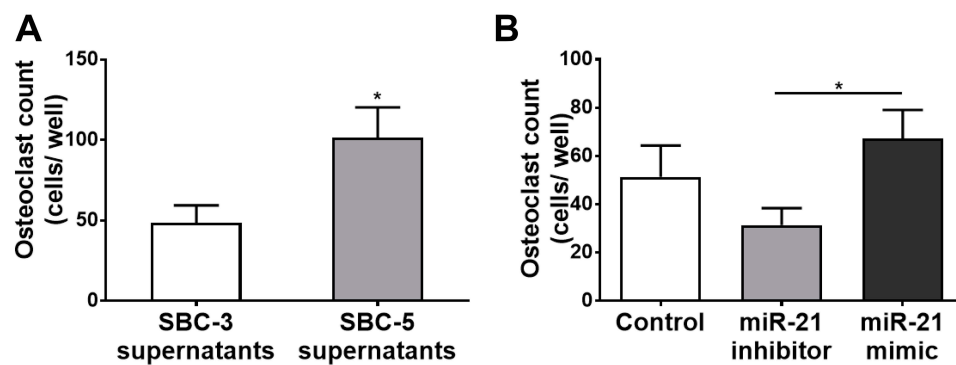 A
Osteoclast count
(cells/ well)
150
100
50
0
*
SBC-3
supernatants
SBC-5
supernatants
B
Osteoclast count
(cells/ well)
100
80
60
40
20
0
*
Control
miR-21
inhibitor
miR-21
mimic